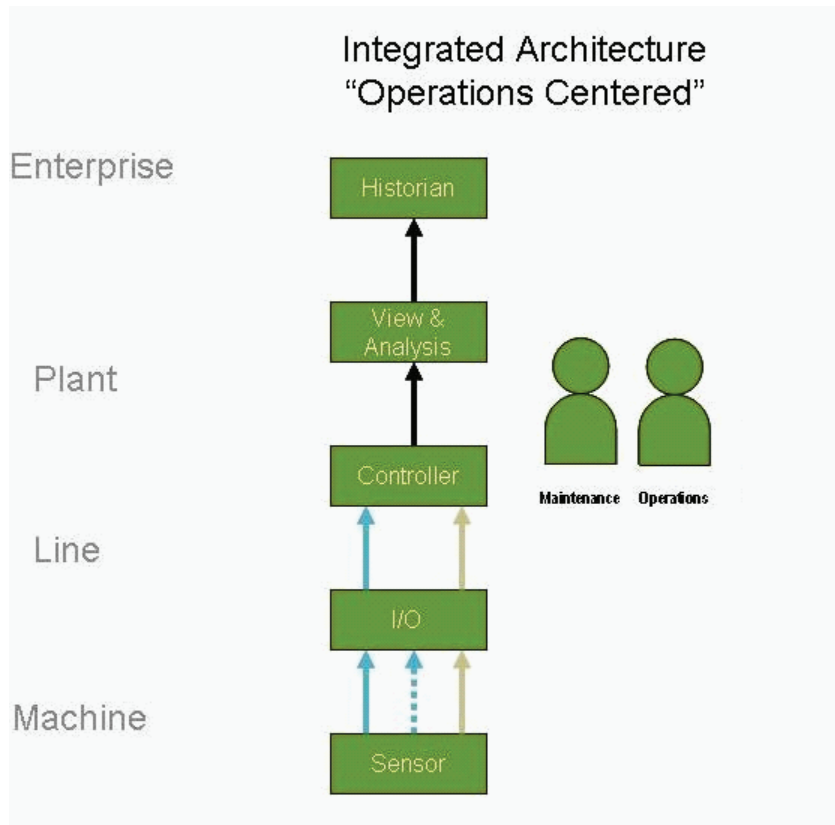 Integrated Architecture
“Operations Centered”
Enterprise
Historian
View &
Analysis
Plant
Controller
Maintenance Operations
Line
I/O
Machine
Sensor